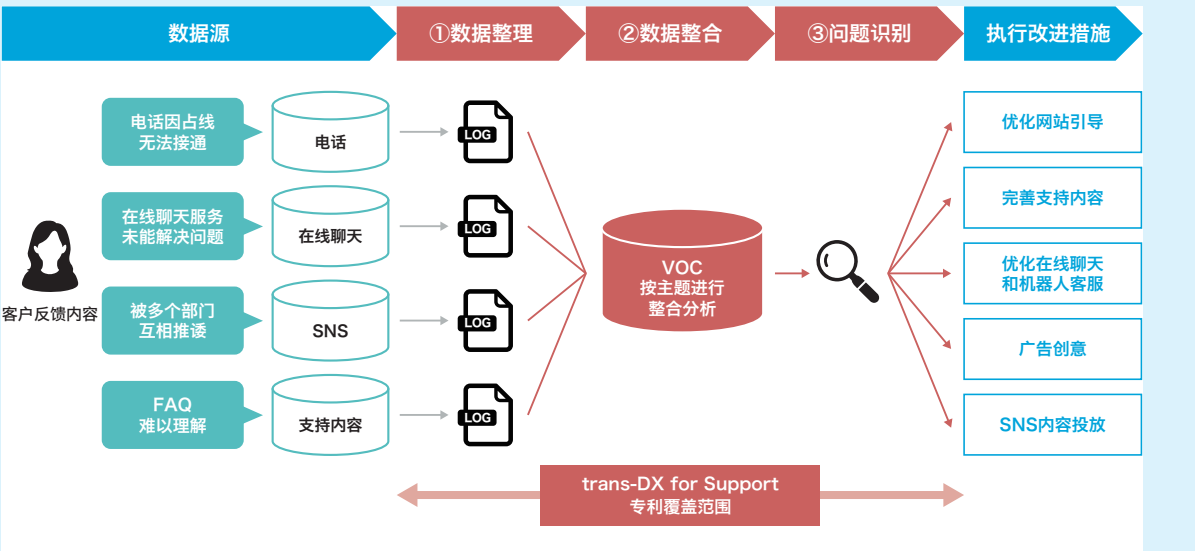 数据源
①数据整理
②数据整合
③问题识别
执行改进措施
电话因占线
无法接通
电话
LOG
在线聊天服务
未能解决问题
在线聊天
LOG
客户反馈内容
被多个部门
互相推诿
SNS
LOG
FAQ
难以理解
支持内容
LOG
VOC
按主题进行
整合分析
优化网站引导
完善支持内容
优化在线聊天
和机器人客服
广告创意
SNS内容投放
trans-DX for Support
专利覆盖范围